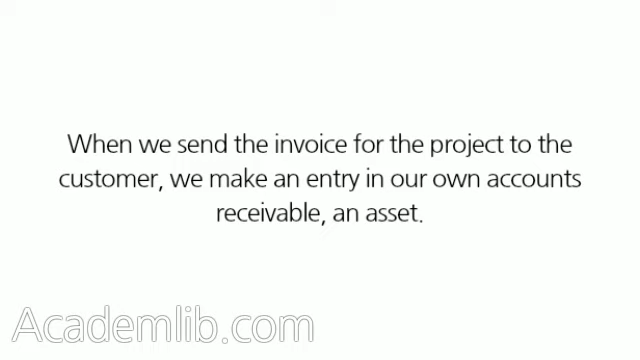 When we send the invoice for the project to the
customer, we make an entry in our own accounts
receivable, an asset.
Academlib.com